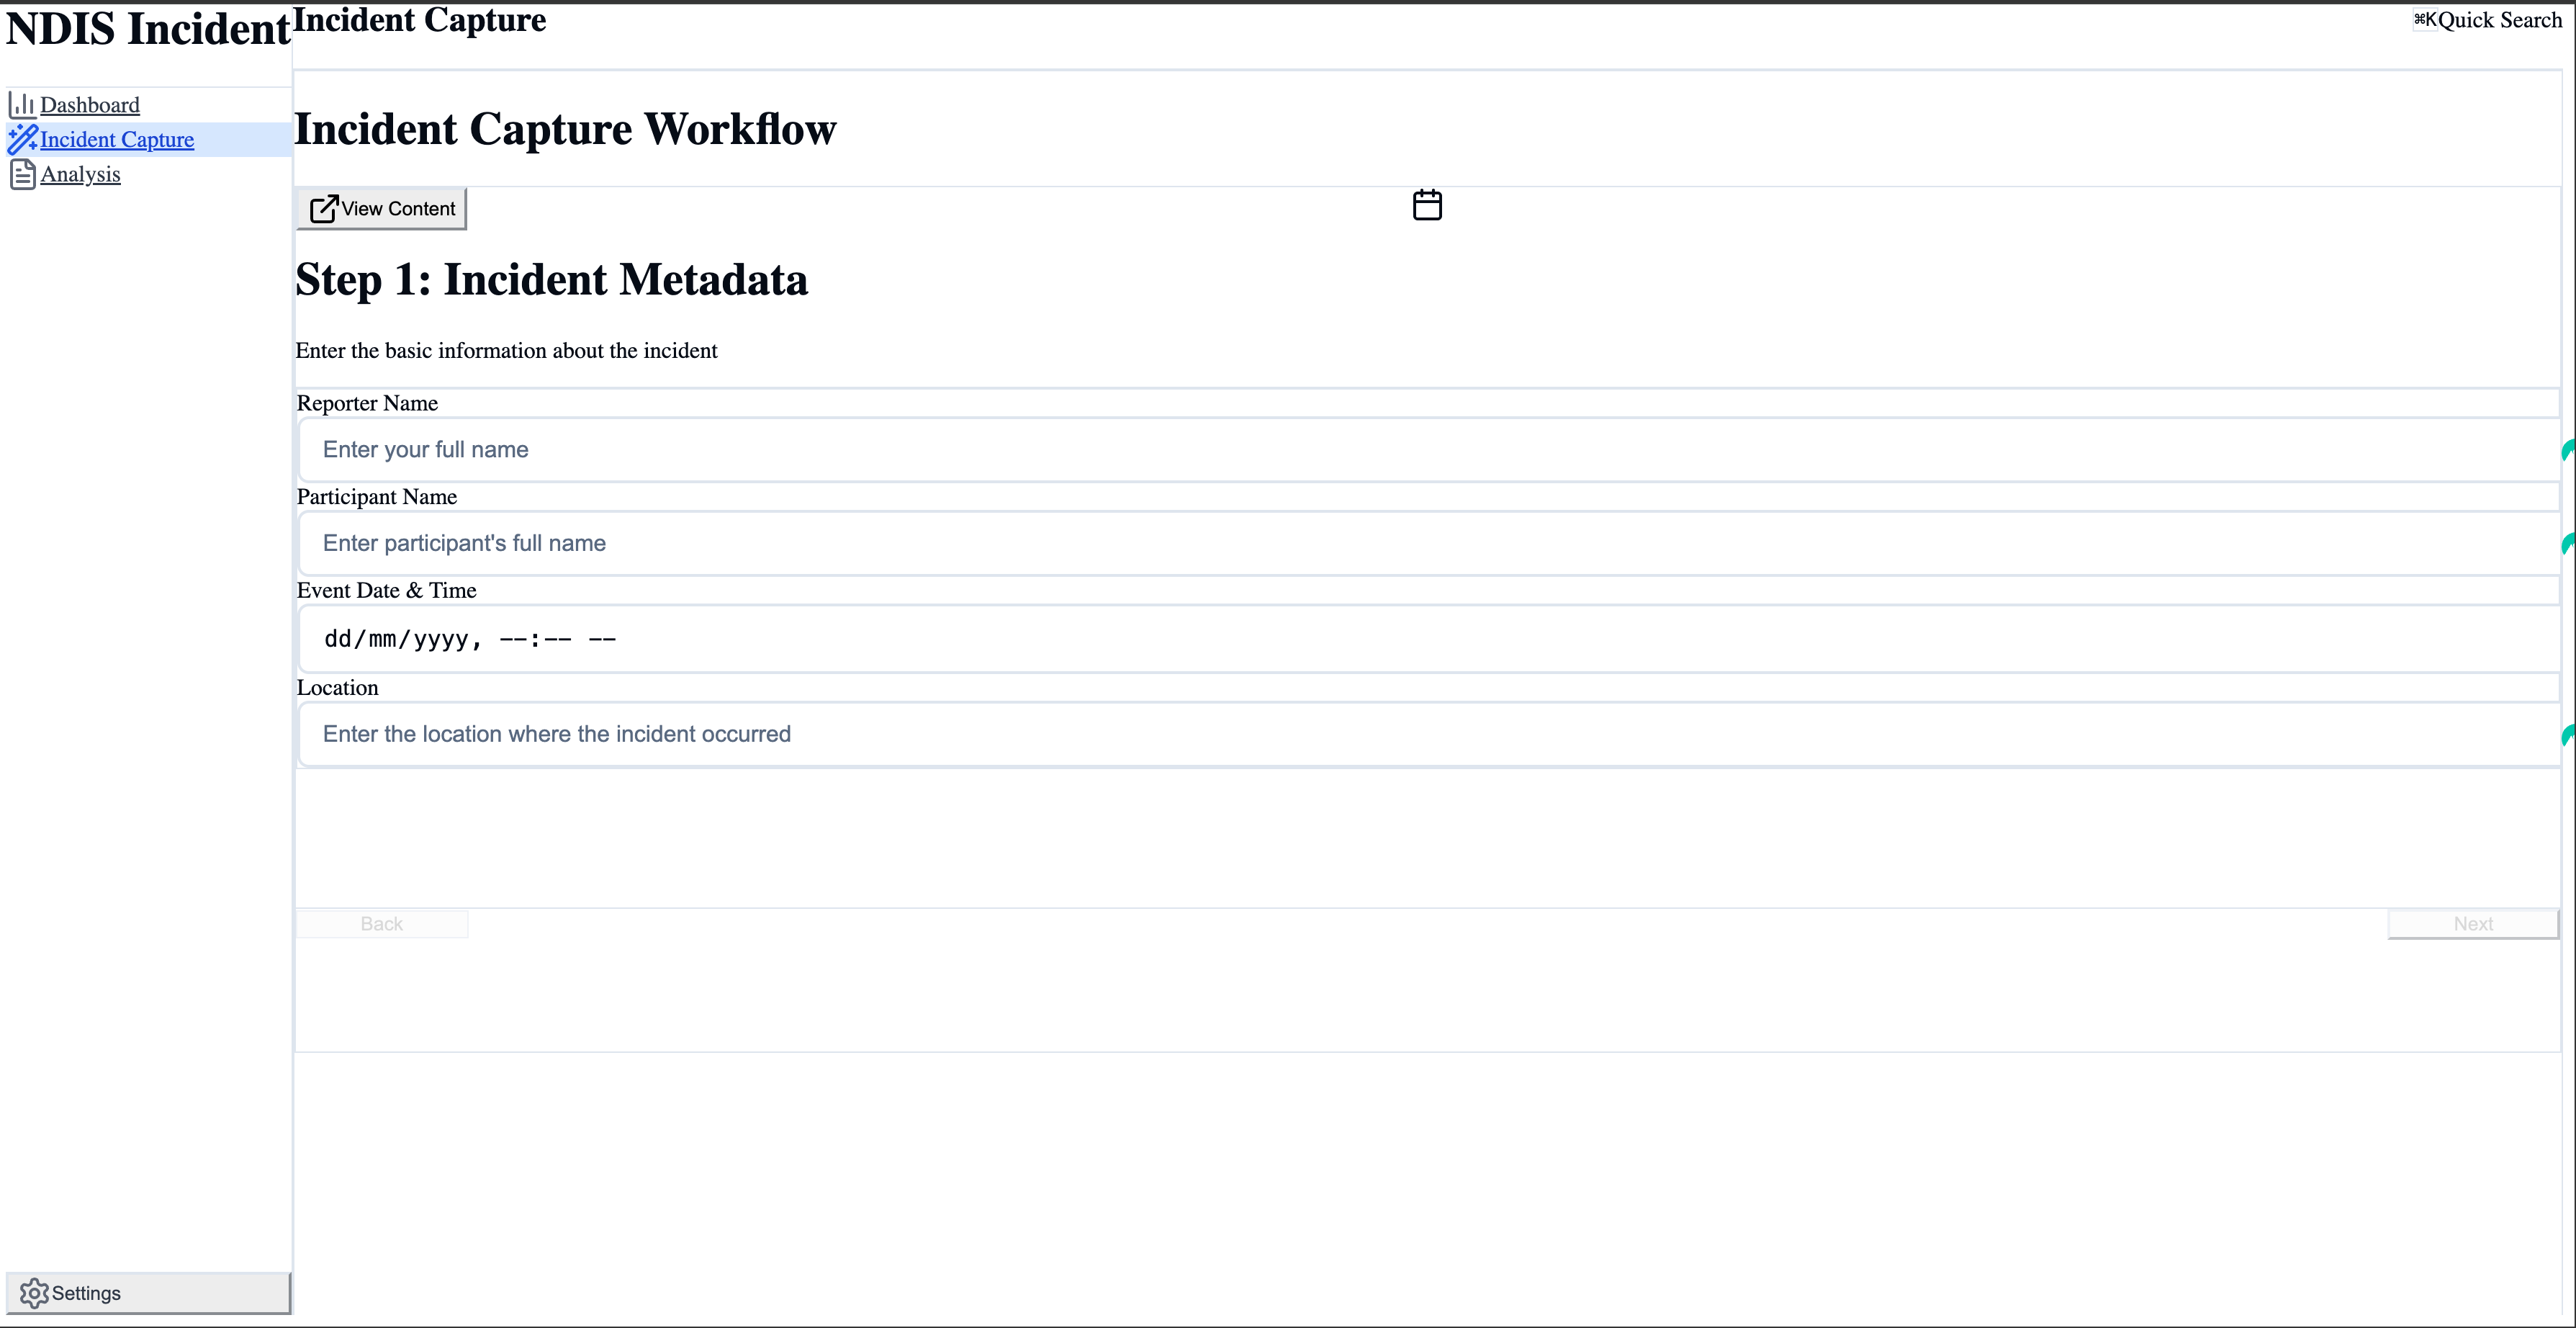 NDIS Incident
Incident Capture
⌘K Quick Search
Dashboard
Incident Capture
Analysis
Incident Capture Workflow
View Content
Step 1: Incident Metadata
Enter the basic information about the incident
Reporter Name
Enter your full name
Participant Name
Enter participant's full name
Event Date & Time
dd/mm/yyyy, --:-- --
Location
Enter the location where the incident occurred
Back
Next
Settings